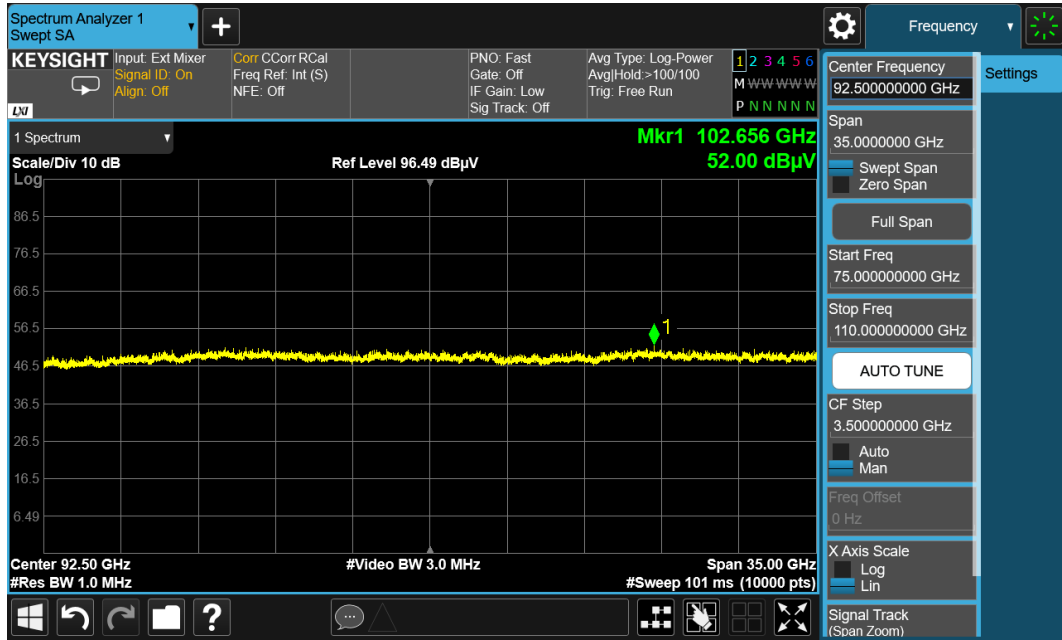 Spectrum Analyzer 1
Swept SA
+
Frequency
KEYSIGHT
LXI
Input: Ext Mixer
Signal ID: On
Align: Off
Corr CCorr RCal
Freq Ref: Int (S)
NFE: Off
PNO: Fast
Gate: Off
IF Gain: Low
Sig Track: Off
Avg Type: Log-Power
Avg|Hold:>100/100
Trig: Free Run
1 2 3 4 5 6
M W W W W W
P N N N N N
1 Spectrum
Scale/Div 10 dB
Log
Ref Level 96.49 dBµV
Mkr1 102.656 GHz
52.00 dBµV
86.5
76.5
66.5
56.5
46.5
36.5
26.5
16.5
6.49
1
Center 92.50 GHz
#Res BW 1.0 MHz
#Video BW 3.0 MHz
Span 35.00 GHz
#Sweep 101 ms (10000 pts)
?
Center Frequency
92.500000000 GHz
Span
35.0000000 GHz
Swept Span
Zero Span
Full Span
Start Freq
75.000000000 GHz
Stop Freq
110.000000000 GHz
AUTO TUNE
CF Step
3.500000000 GHz
Auto
Man
Freq Offset
0 Hz
X Axis Scale
Log
Lin
Signal Track
(Span Zoom)
Settings